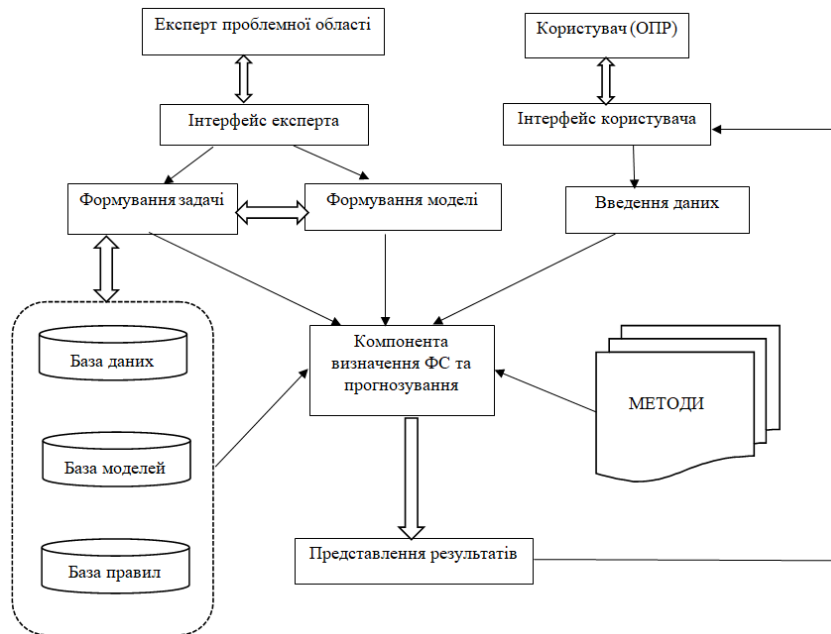 Експерт проблемної області
Користувач (ОПР)
Інтерфейс експерта
Інтерфейс користувача
Формування задачі
Формування моделі
Введення даних
База даних
База моделей
База правил
Компонента
визначення ФС та
прогнозування
МЕТОДИ
Представлення результатів